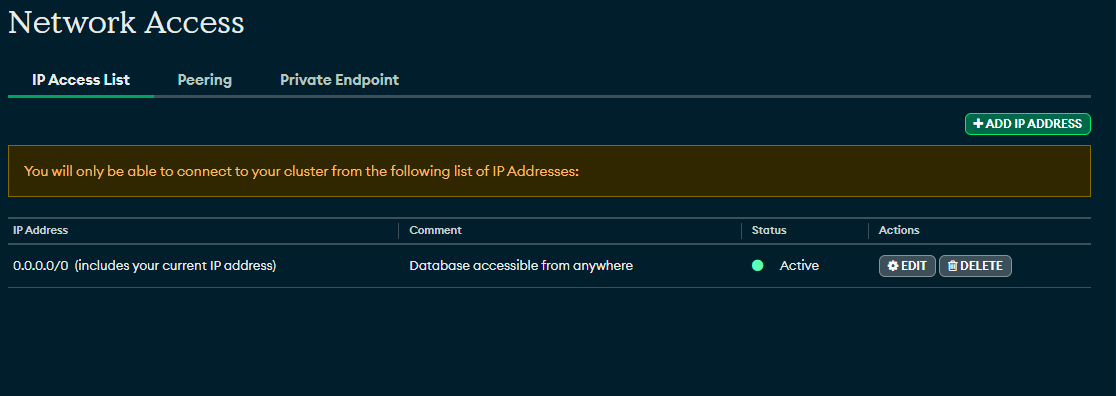 Network Access
IP Access List Peering Private Endpoint
+ ADD IP ADDRESS
You will only be able to connect to your cluster from the following list of IP Addresses:
IP Address Comment Status Actions
0.0.0.0/0 (includes your current IP address) Database accessible from anywhere Active EDIT DELETE